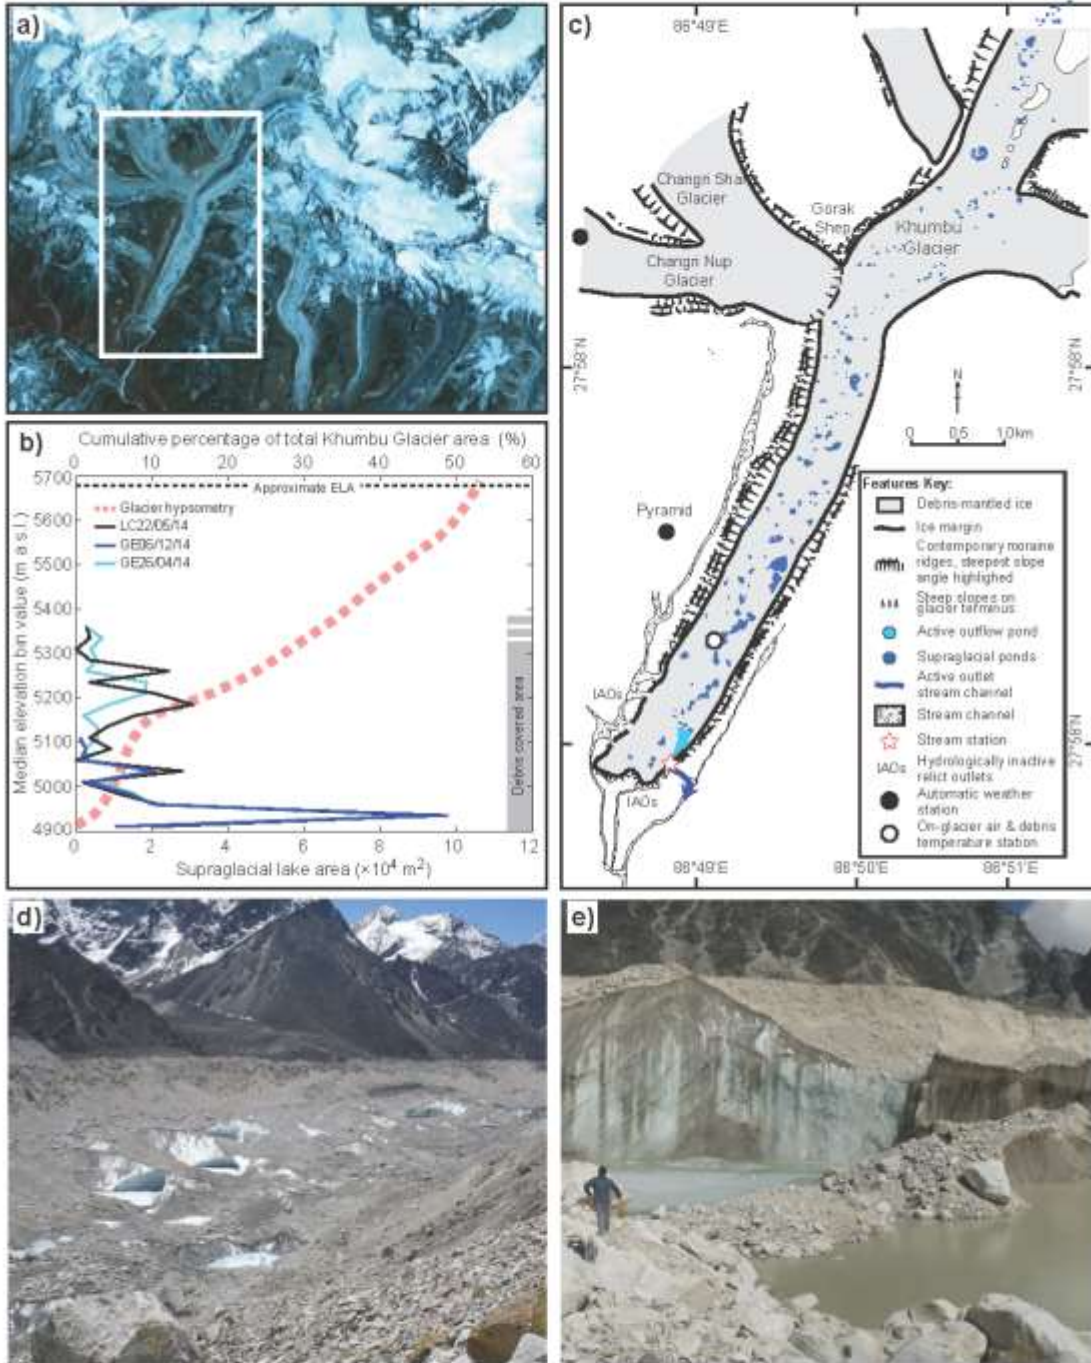 a)
b)
Cumulative percentage of total Khumbu Glacier area (%)
0 10 20 30 40 50 60
5700
5600
5500
5400
5300
5200
5100
5000
4900
Median elevation bin value (m a s.l.)
Approximate ELA
Glacier hypsometry
LC22/05/14
GE06/12/14
GE26/04/14
Debris covered area
0 2 4 6 8 10 12
Supraglacial lake area (×10⁴ m²)
c)
86°49'E
Changri Shar
Glacier
Changri Nup
Glacier
Gorak
Shep
Khumbu
Glacier
27°58'N
N
0 0.5 1.0km
Pyramid
IAOs
IAOs
27°58'N
86°49'E 86°50'E 86°51'E
Features Key:
Debris-mantled ice
Ice margin
Contemporary moraine
ridges, steepest slope
angle highlighed
Steep slopes on
glacier terminus
Active outflow pond
Supraglacial ponds
Active outlet
stream channel
Stream channel
Stream station
IAOs Hydrologically inactive
relict outlets
Automatic weather
station
On-glacier air & debris
temperature station
d)
e)